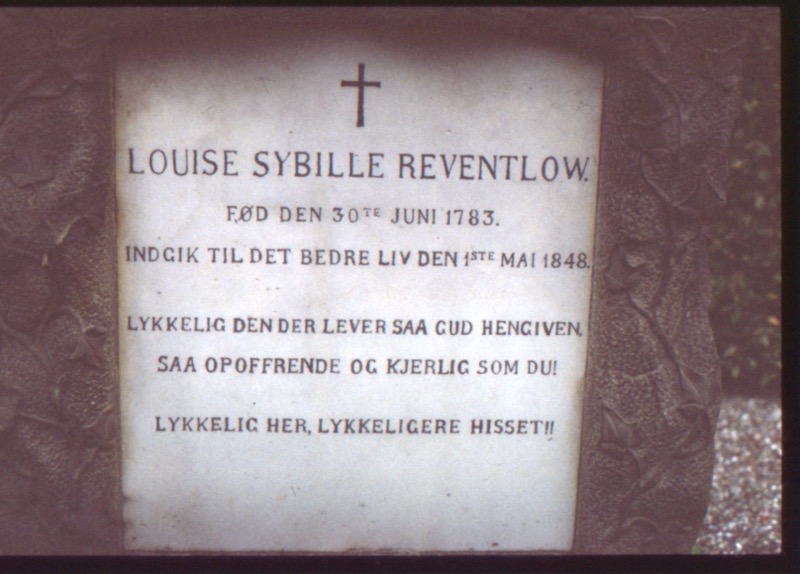 LOUISE SYBILLE REVENTLOW.
FØD DEN 30TE JUNI 1783.
INDGIK TIL DET BEDRE LIV DEN 1STE MAI 1848.
LYKKELIG DEN DER LEVER SAA GUD HENGIVEN,
SAA OPOFFRENDE OG KJERLIG SOM DU!
LYKKELIG HER, LYKKELIGERE HISSET!!